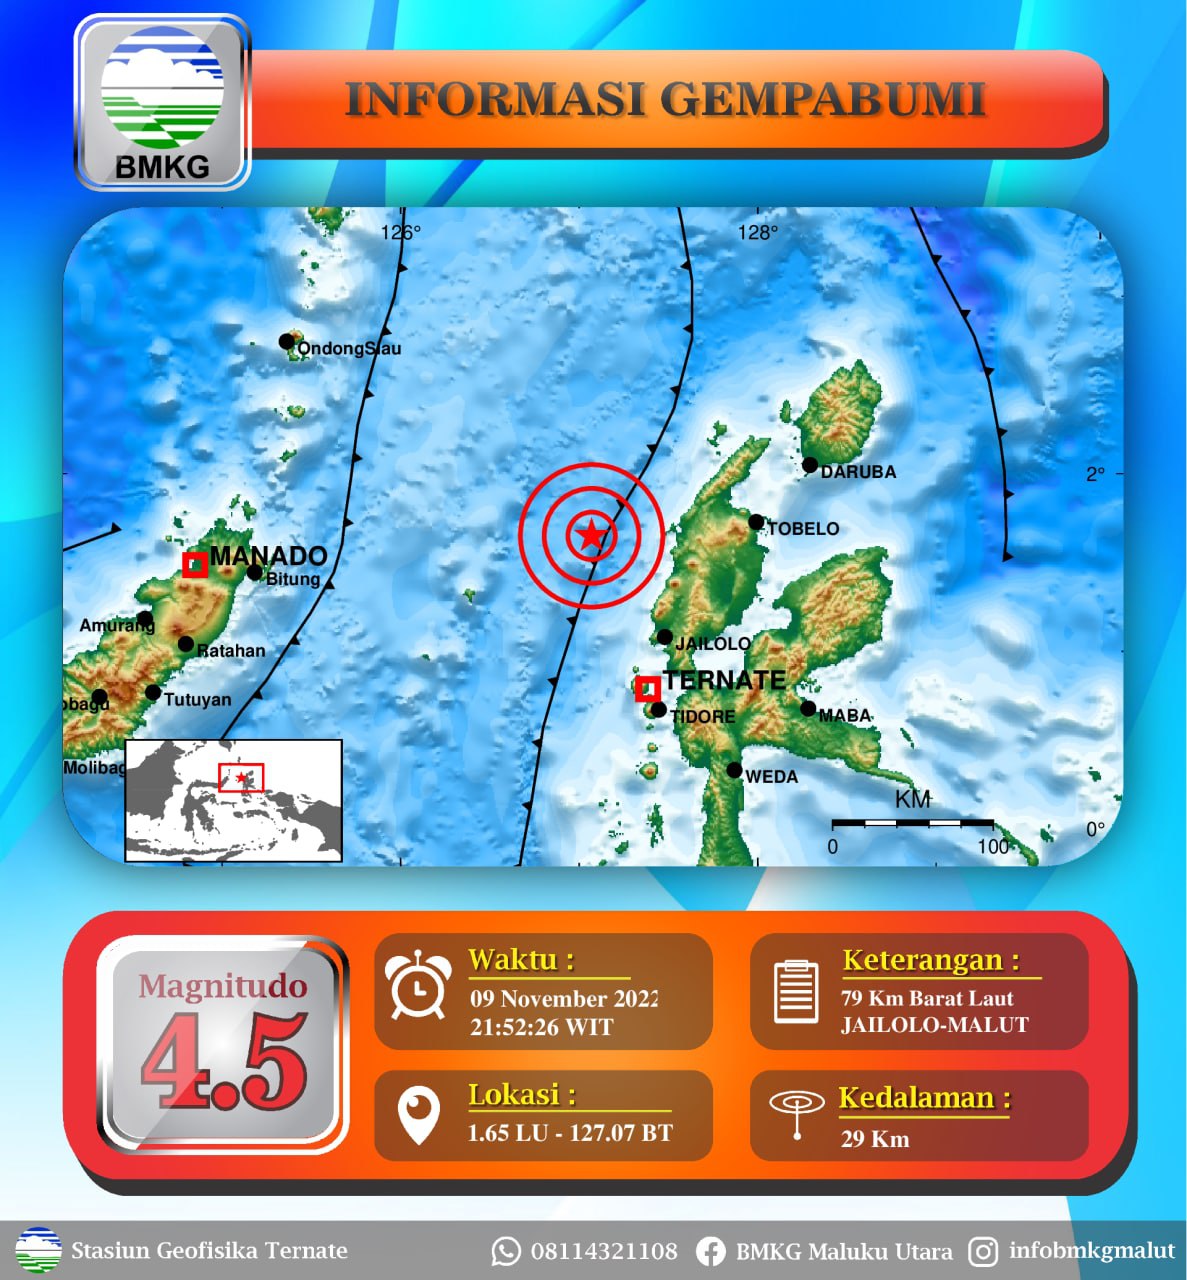 BMKG
INFORMASI GEMPABUMI
126°
128°
OndongSiau
2°
DARUBA
TOBELO
MANADO
Bitung
Amurang
JAILOLO
Ratahan
TERNATE
Tutuyan
obagu
TIDORE
MABA
Molibag
WEDA
KM
0°
0
100
Magnitudo
4.5
Waktu :
09 November 2022
21:52:26 WIT
Keterangan :
79 Km Barat Laut
JAILOLO-MALUT
Lokasi :
1.65 LU - 127.07 BT
Kedalaman :
29 Km
Stasiun Geofisika Ternate
08114321108
BMKG Maluku Utara
infobmkgmalut